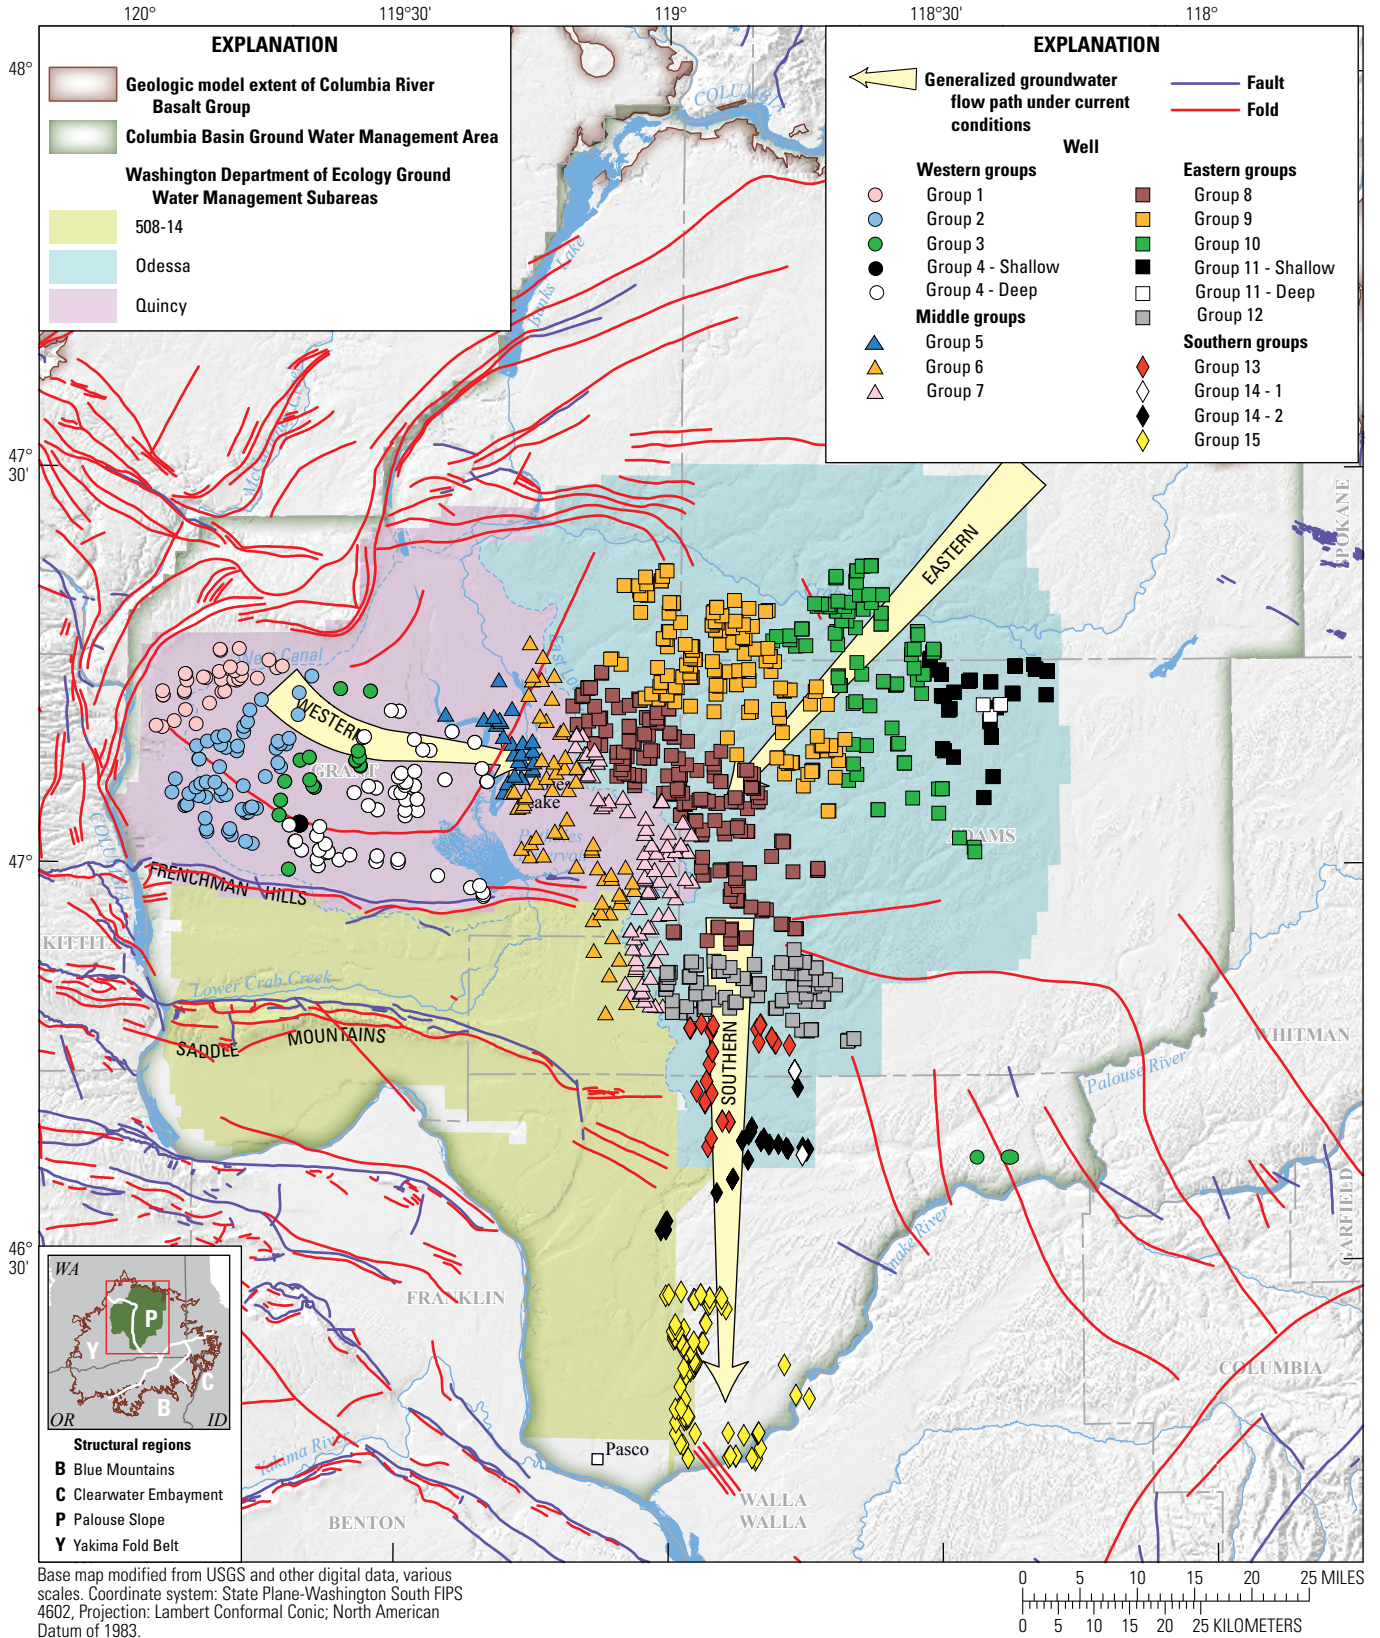 120°
119°30'
119°
118°30'
118°
48°
47°
30'
47°
46°
30'
EXPLANATION
Geologic model extent of Columbia River
Basalt Group
Columbia Basin Ground Water Management Area
Washington Department of Ecology Ground
Water Management Subareas
508-14
Odessa
Quincy
EXPLANATION
Generalized groundwater
flow path under current
conditions
Fault
Fold
Well
Western groups
Group 1
Group 2
Group 3
Group 4 - Shallow
Group 4 - Deep
Middle groups
Group 5
Group 6
Group 7
Eastern groups
Group 8
Group 9
Group 10
Group 11 - Shallow
Group 11 - Deep
Group 12
Southern groups
Group 13
Group 14 - 1
Group 14 - 2
Group 15
COLUMBIA
Banks Lake
SPOKANE
EASTERN
West Canal
WESTERN
GRANT
Lake
ADAMS
FRENCHMAN HILLS
KITTITA
Lower Crab Creek
SADDLE MOUNTAINS
SOUTHERN
WHITMAN
Palouse River
GARFIELD
Snake River
FRANKLIN
COLUMBIA
Yakima River
Pasco
WALLA
WALLA
BENTON
WA
P
Y
C
B
OR
ID
Structural regions
B Blue Mountains
C Clearwater Embayment
P Palouse Slope
Y Yakima Fold Belt
Base map modified from USGS and other digital data, various
scales. Coordinate system: State Plane-Washington South FIPS
4602, Projection: Lambert Conformal Conic; North American
Datum of 1983.
0 5 10 15 20 25 MILES
0 5 10 15 20 25 KILOMETERS